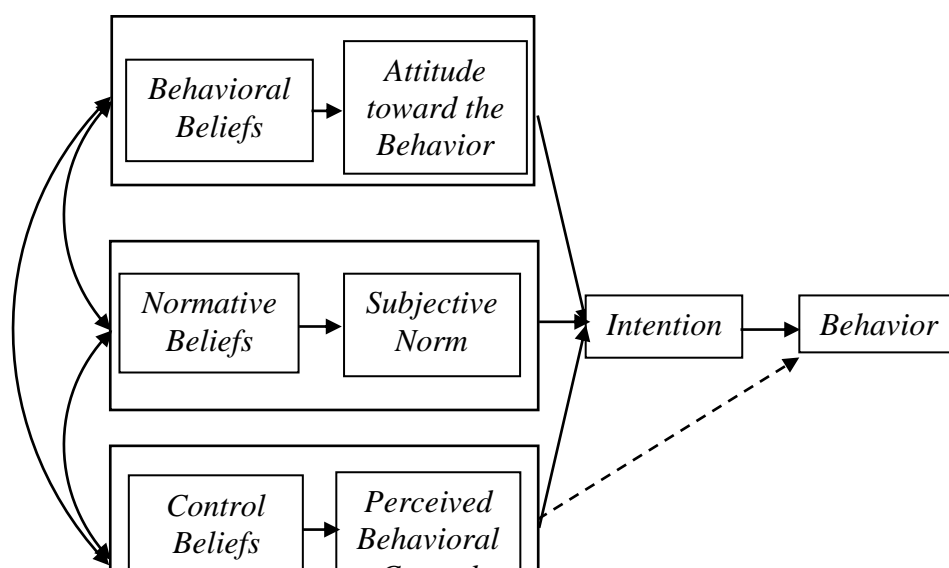 Behavioral
Beliefs
Attitude
toward the
Behavior
Normative
Beliefs
Subjective
Norm
Intention
Behavior
Control
Beliefs
Perceived
Behavioral